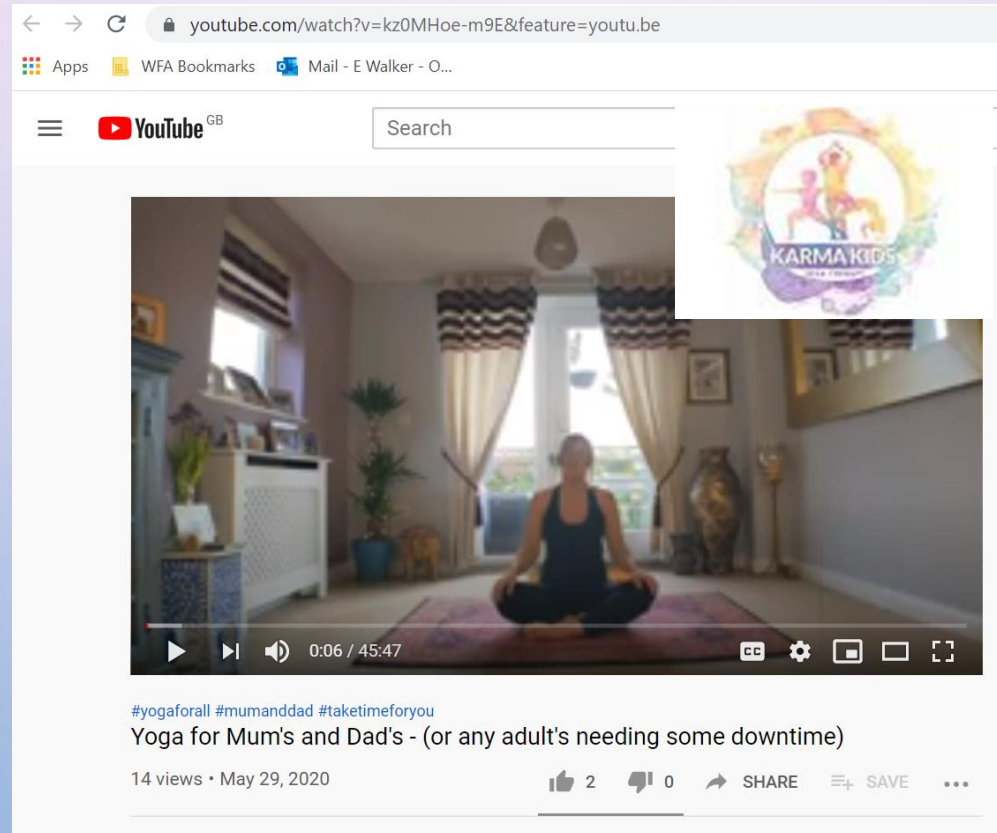 youtube.com/watch?v=kz0MHoe-m9E&feature=youtu.be
Apps WFA Bookmarks Mail - E Walker - O...
YouTube GB Search
KARMA KIDS
0:06 / 45:47 CC
#yogaforall #mumanddad #taketimeforyou
Yoga for Mum's and Dad's - (or any adult's needing some downtime)
14 views • May 29, 2020 2 0 SHARE SAVE